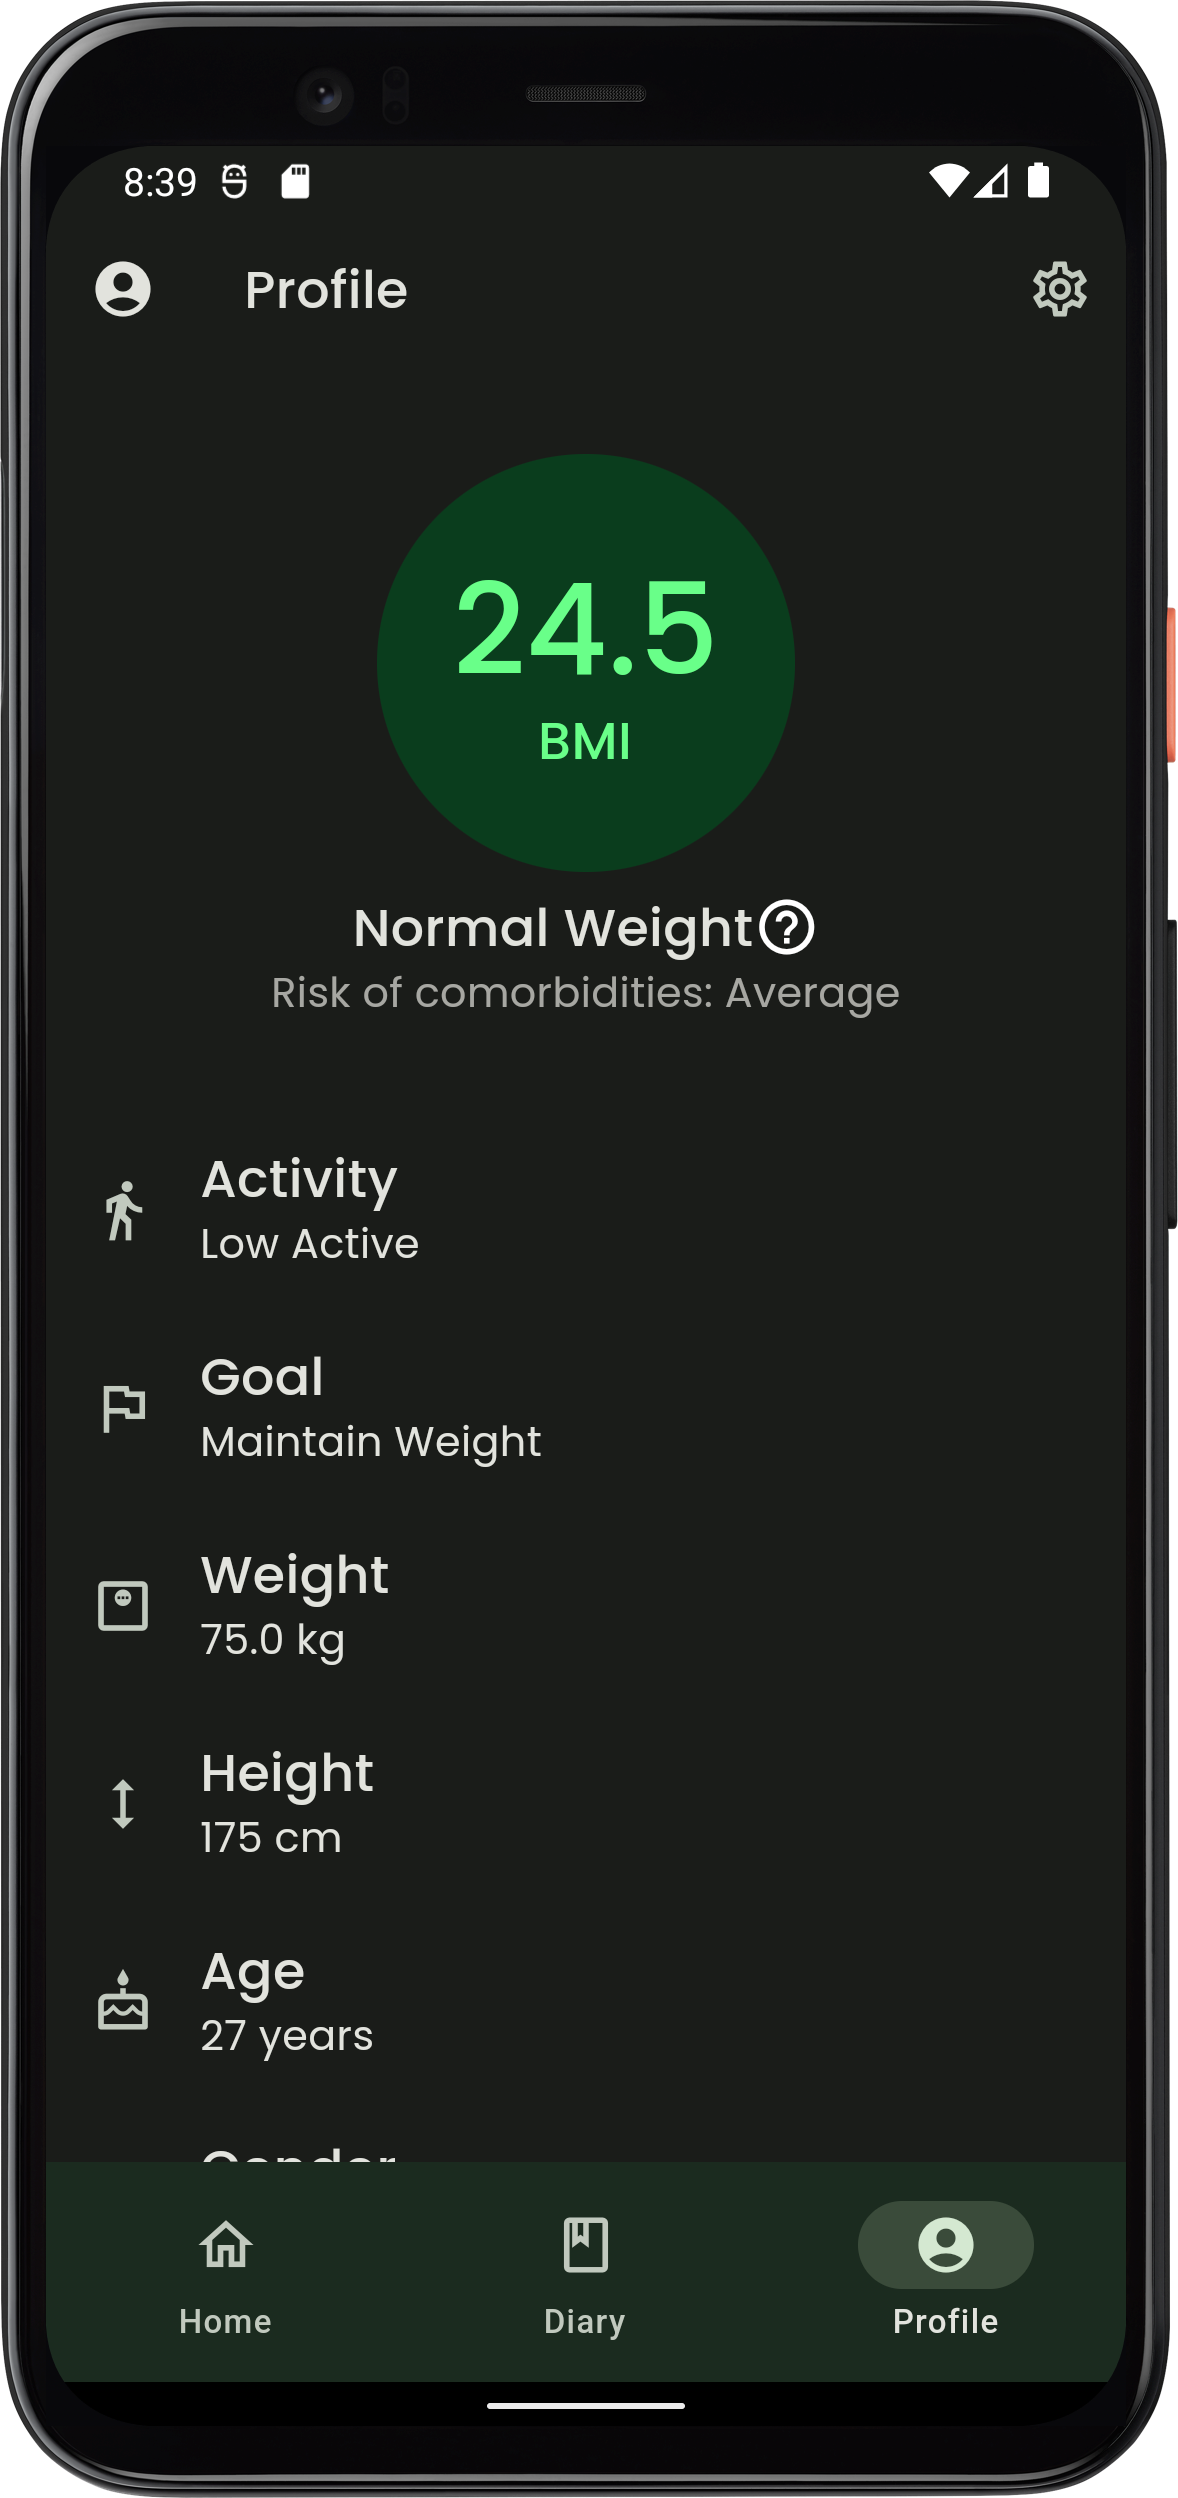 8:39
Profile
24.5
BMI
Normal Weight
Risk of comorbidities: Average
Activity
Low Active
Goal
Maintain Weight
Weight
75.0 kg
Height
175 cm
Age
27 years
Gender
Home
Diary
Profile